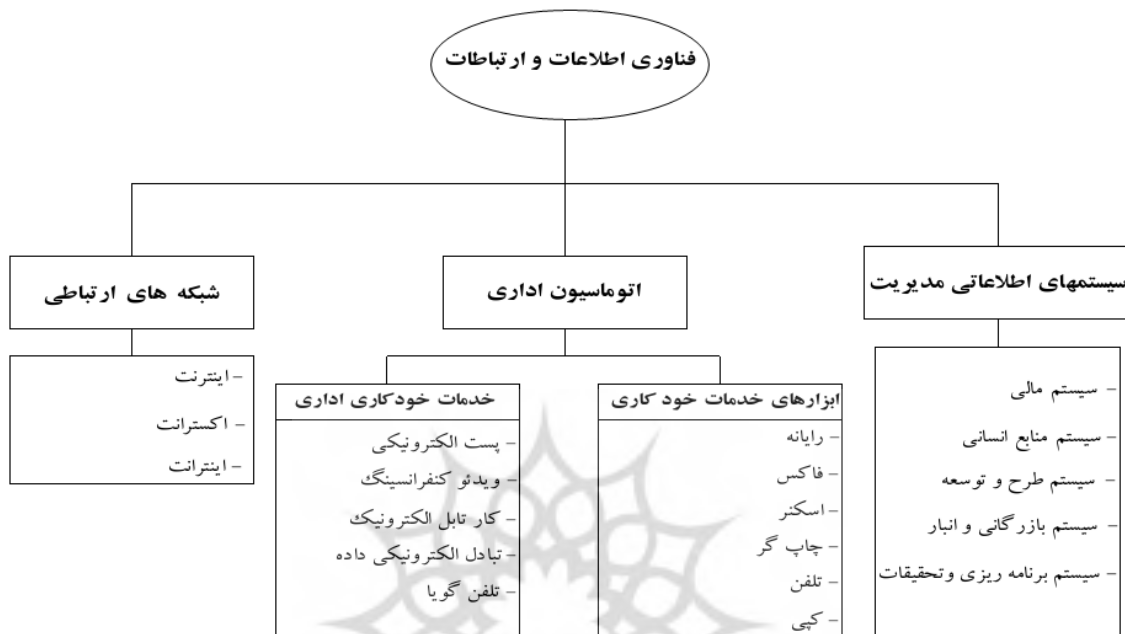 فناوری اطلاعات و ارتباطات
سیستمهای اطلاعاتی مدیریت
- سیستم مالی
- سیستم منابع انسانی
- سیستم طرح و توسعه
- سیستم بازرگانی و انبار
- سیستم برنامه ریزی وتحقیقات
اتوماسیون اداری
ابزارهای خدمات خود کاری
- رایانه
- فاکس
- اسکنر
- چاپ گر
- تلفن
- کپی
خدمات خودکاری اداری
- پست الکترونیکی
- ویدئو کنفرانسینگ
- کار تابل الکترونیک
- تبادل الکترونیکی داده
- تلفن گویا
شبکه های ارتباطی
- اینترنت
- اکسترانت
- اینترانت